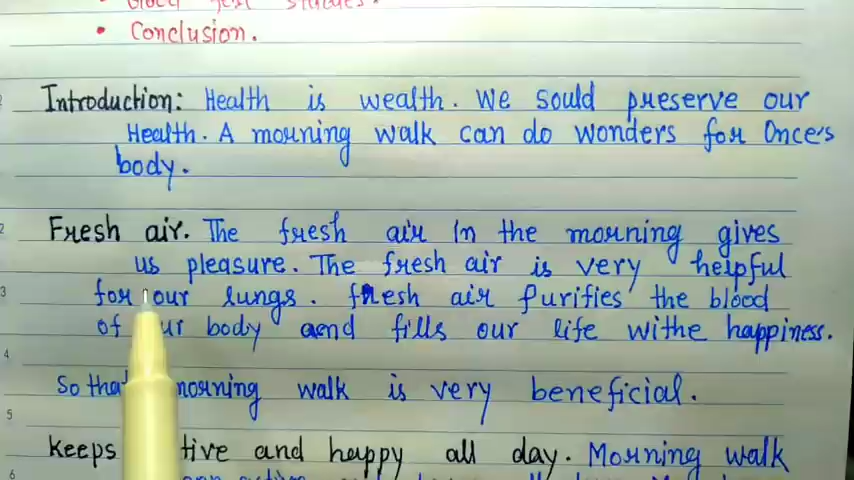 • Conclusion.
Introduction: Health is wealth. We sould preserve our
Health. A morning walk can do wonders for Once's
body.
Fresh air. The fresh air in the morning gives
us pleasure. The fresh air is very helpful
for our lungs. fresh air purifies the blood
of body aend fills our life withe happiness.
So that morning walk is very beneficial.
keeps and happy all day. Morning walk